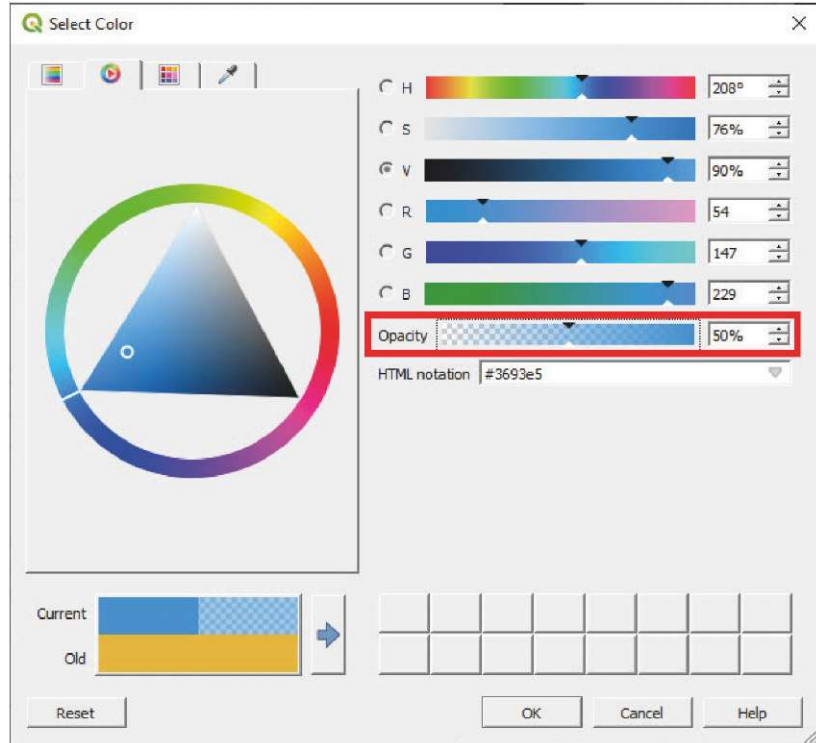 Select Color
H 208°
S 76%
V 90%
R 54
G 147
B 229
Opacity 50%
HTML notation #3693e5
Current
Old
Reset
OK Cancel Help